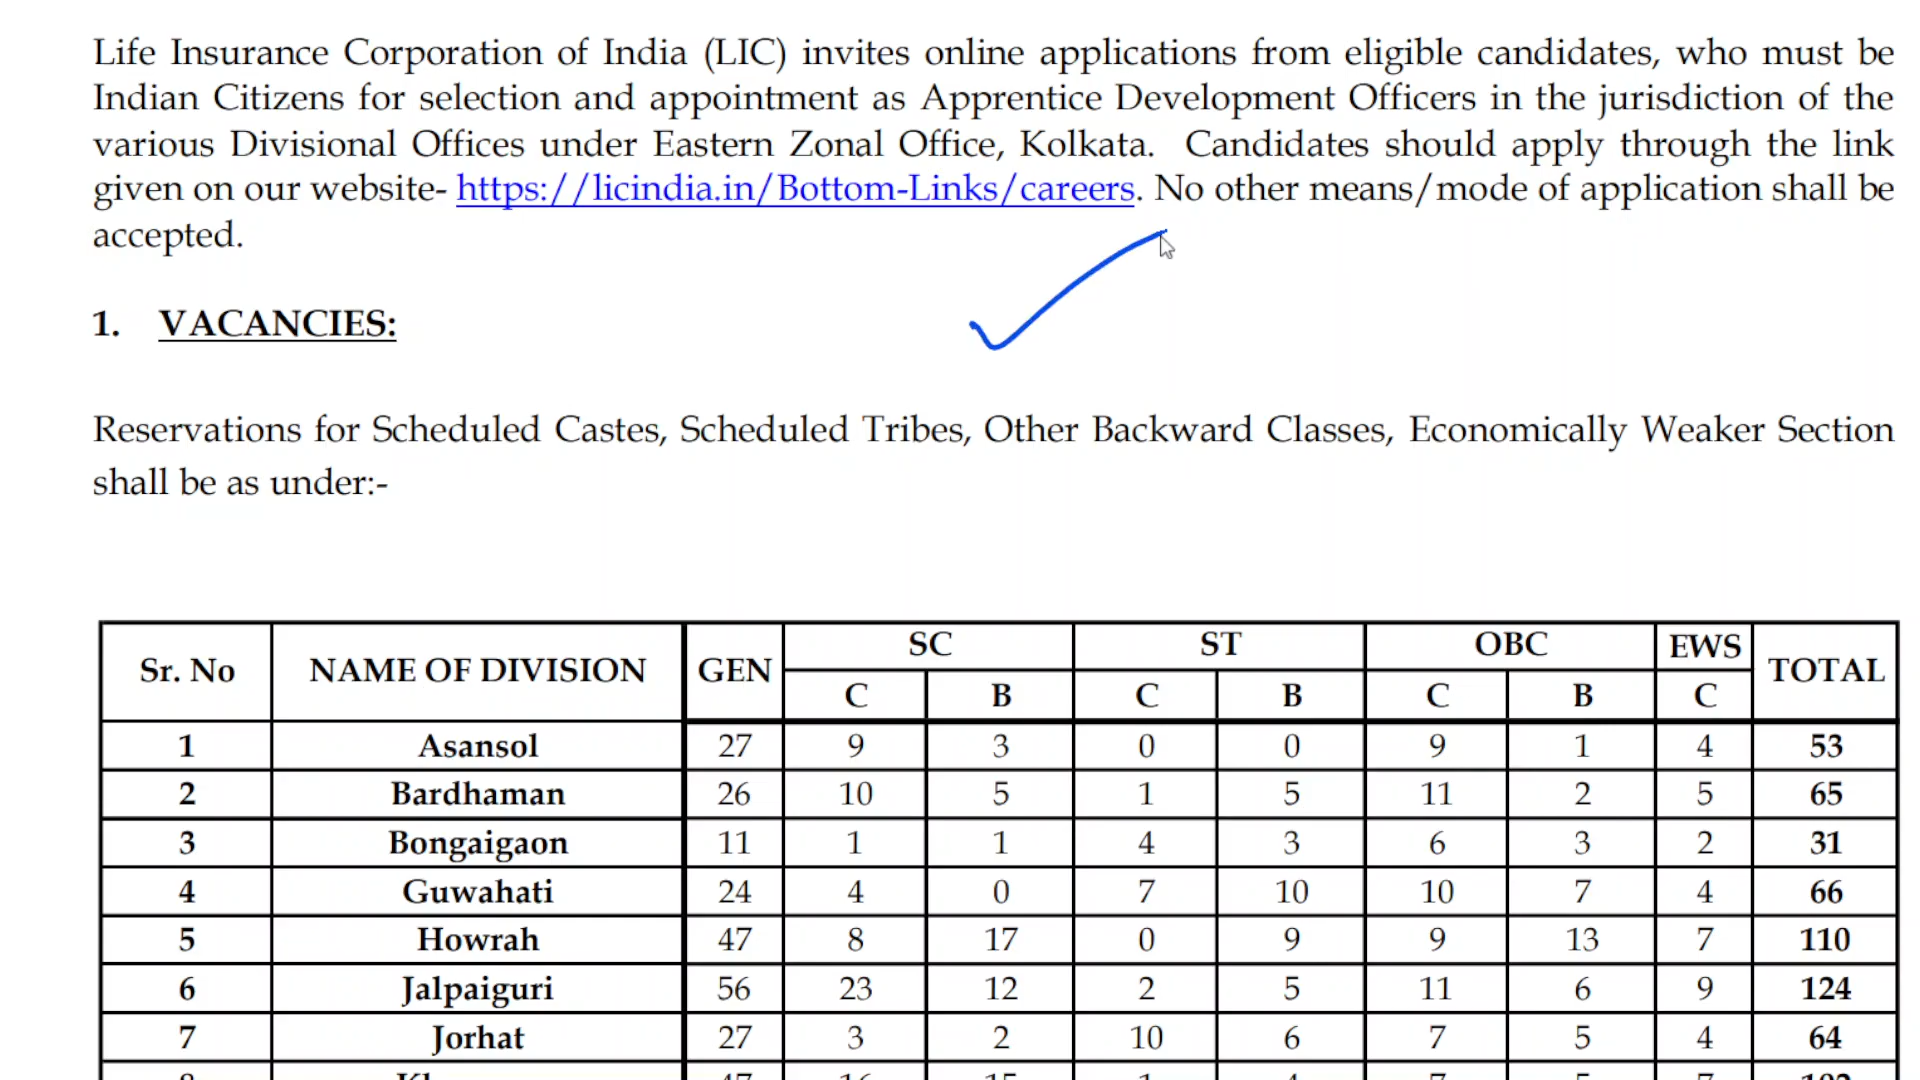 Life Insurance Corporation of India (LIC) invites online applications from eligible candidates, who must be
Indian Citizens for selection and appointment as Apprentice Development Officers in the jurisdiction of the
various Divisional Offices under Eastern Zonal Office, Kolkata. Candidates should apply through the link
given on our website- https://licindia.in/Bottom-Links/careers. No other means/mode of application shall be
accepted.
1. VACANCIES:
Reservations for Scheduled Castes, Scheduled Tribes, Other Backward Classes, Economically Weaker Section
shall be as under:-
Sr. No NAME OF DIVISION GEN SC ST OBC EWS TOTAL
C B C B C B C
1 Asansol 27 9 3 0 0 9 1 4 53
2 Bardhaman 26 10 5 1 5 11 2 5 65
3 Bongaigaon 11 1 1 4 3 6 3 2 31
4 Guwahati 24 4 0 7 10 10 7 4 66
5 Howrah 47 8 17 0 9 9 13 7 110
6 Jalpaiguri 56 23 12 2 5 11 6 9 124
7 Jorhat 27 3 2 10 6 7 5 4 64